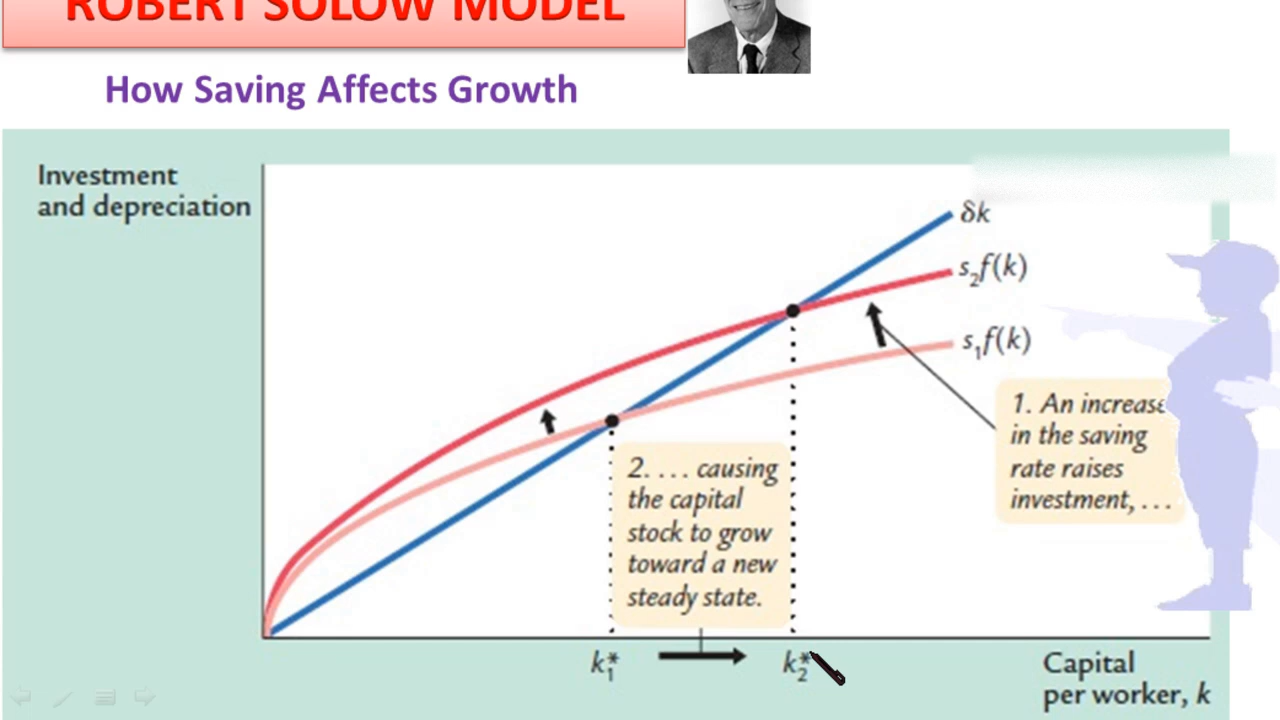 ROBERT SOLOW MODEL
How Saving Affects Growth
Investment
and depreciation
δk
s₂f(k)
s₁f(k)
1. An increase
in the saving
rate raises
investment, . . .
2. . . . causing
the capital
stock to grow
toward a new
steady state.
k₁*
k₂*
Capital
per worker, k